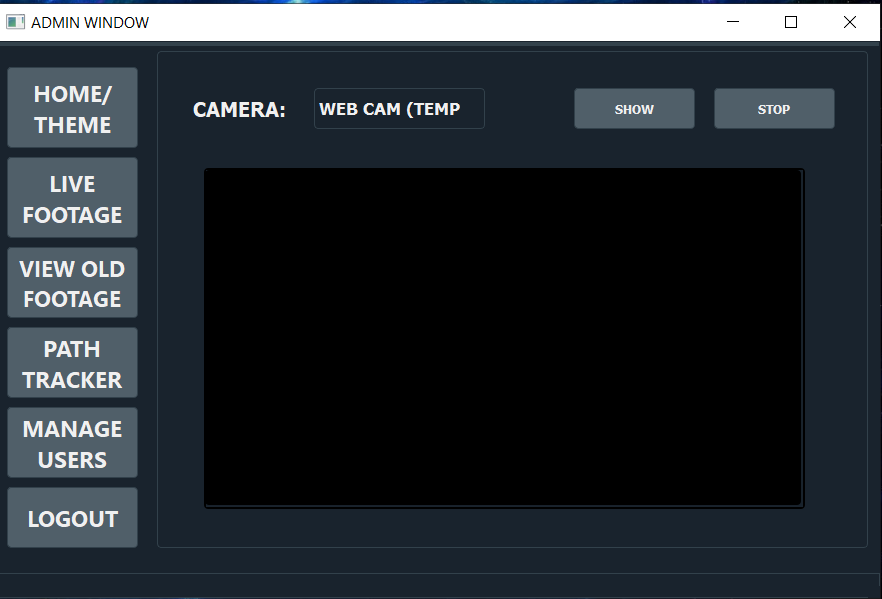 ADMIN WINDOW
HOME/
THEME
LIVE
FOOTAGE
VIEW OLD
FOOTAGE
PATH
TRACKER
MANAGE
USERS
LOGOUT
CAMERA:
WEB CAM (TEMP
SHOW
STOP